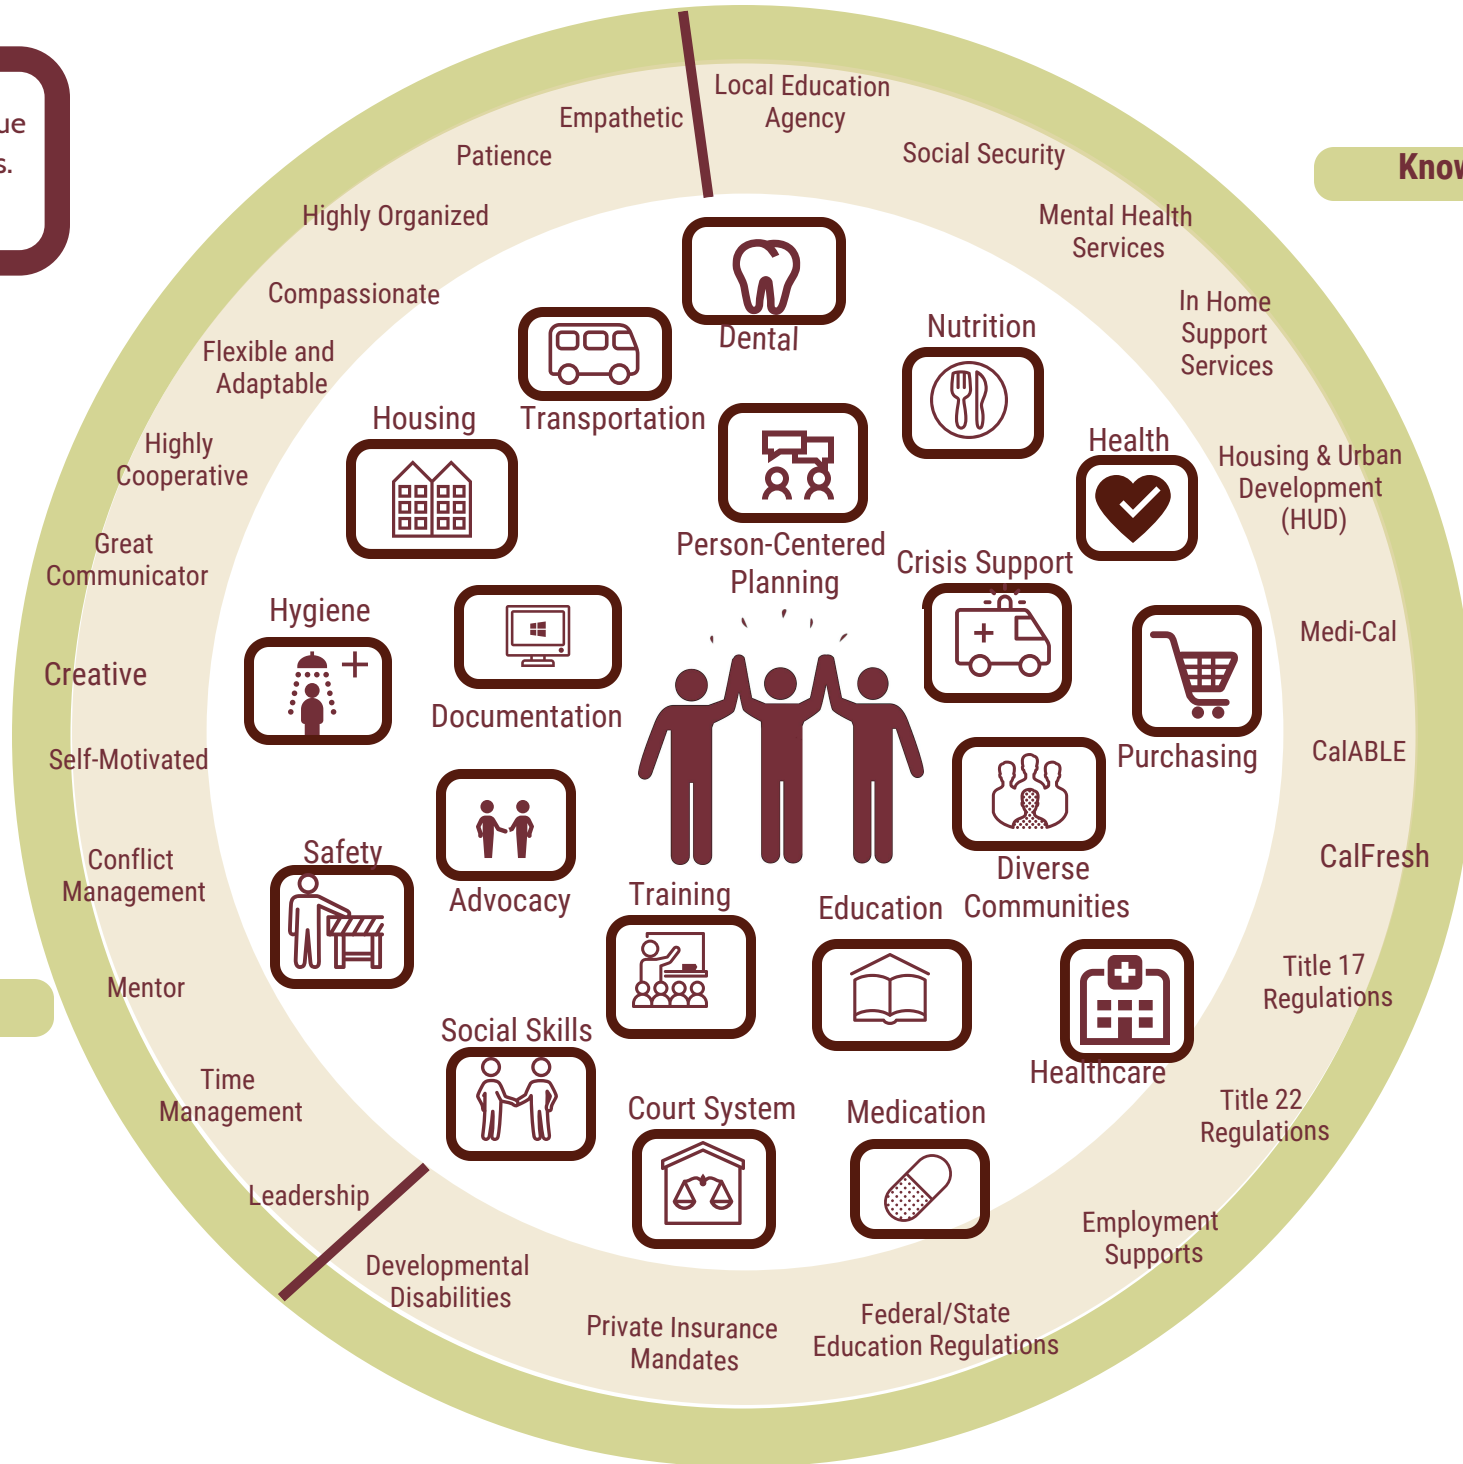 ue
s.
Know
Local Education
Agency
Social Security
Mental Health
Services
In Home
Support
Services
Housing & Urban
Development
(HUD)
Medi-Cal
CalABLE
CalFresh
Title 17
Regulations
Title 22
Regulations
Employment
Supports
Federal/State
Education Regulations
Private Insurance
Mandates
Developmental
Disabilities
Empathetic
Patience
Highly Organized
Compassionate
Flexible and
Adaptable
Highly
Cooperative
Great
Communicator
Creative
Self-Motivated
Conflict
Management
Mentor
Time
Management
Leadership
Dental
Nutrition
Transportation
Housing
Health
Person-Centered
Planning
Crisis Support
Hygiene
Documentation
Purchasing
Safety
Advocacy
Training
Education
Diverse
Communities
Social Skills
Healthcare
Court System
Medication